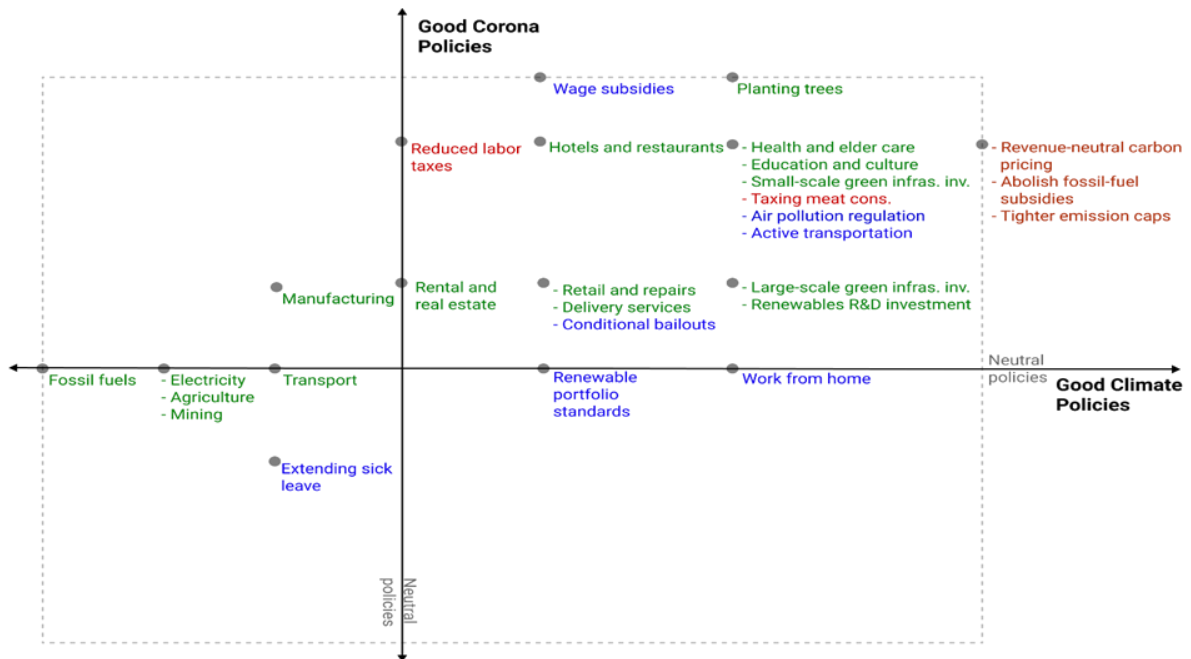 Good Corona
Policies
Wage subsidies
Planting trees
Reduced labor
taxes
Hotels and restaurants
- Health and elder care
- Education and culture
- Small-scale green infras. inv.
- Taxing meat cons.
- Air pollution regulation
- Active transportation
- Revenue-neutral carbon
pricing
- Abolish fossil-fuel
subsidies
- Tighter emission caps
Manufacturing
Rental and
real estate
- Retail and repairs
- Delivery services
- Conditional bailouts
- Large-scale green infras. inv.
- Renewables R&D investment
Neutral
policies
Good Climate
Policies
Fossil fuels
- Electricity
- Agriculture
- Mining
Transport
Renewable
portfolio
standards
Work from home
Extending sick
leave
Neutral
policies